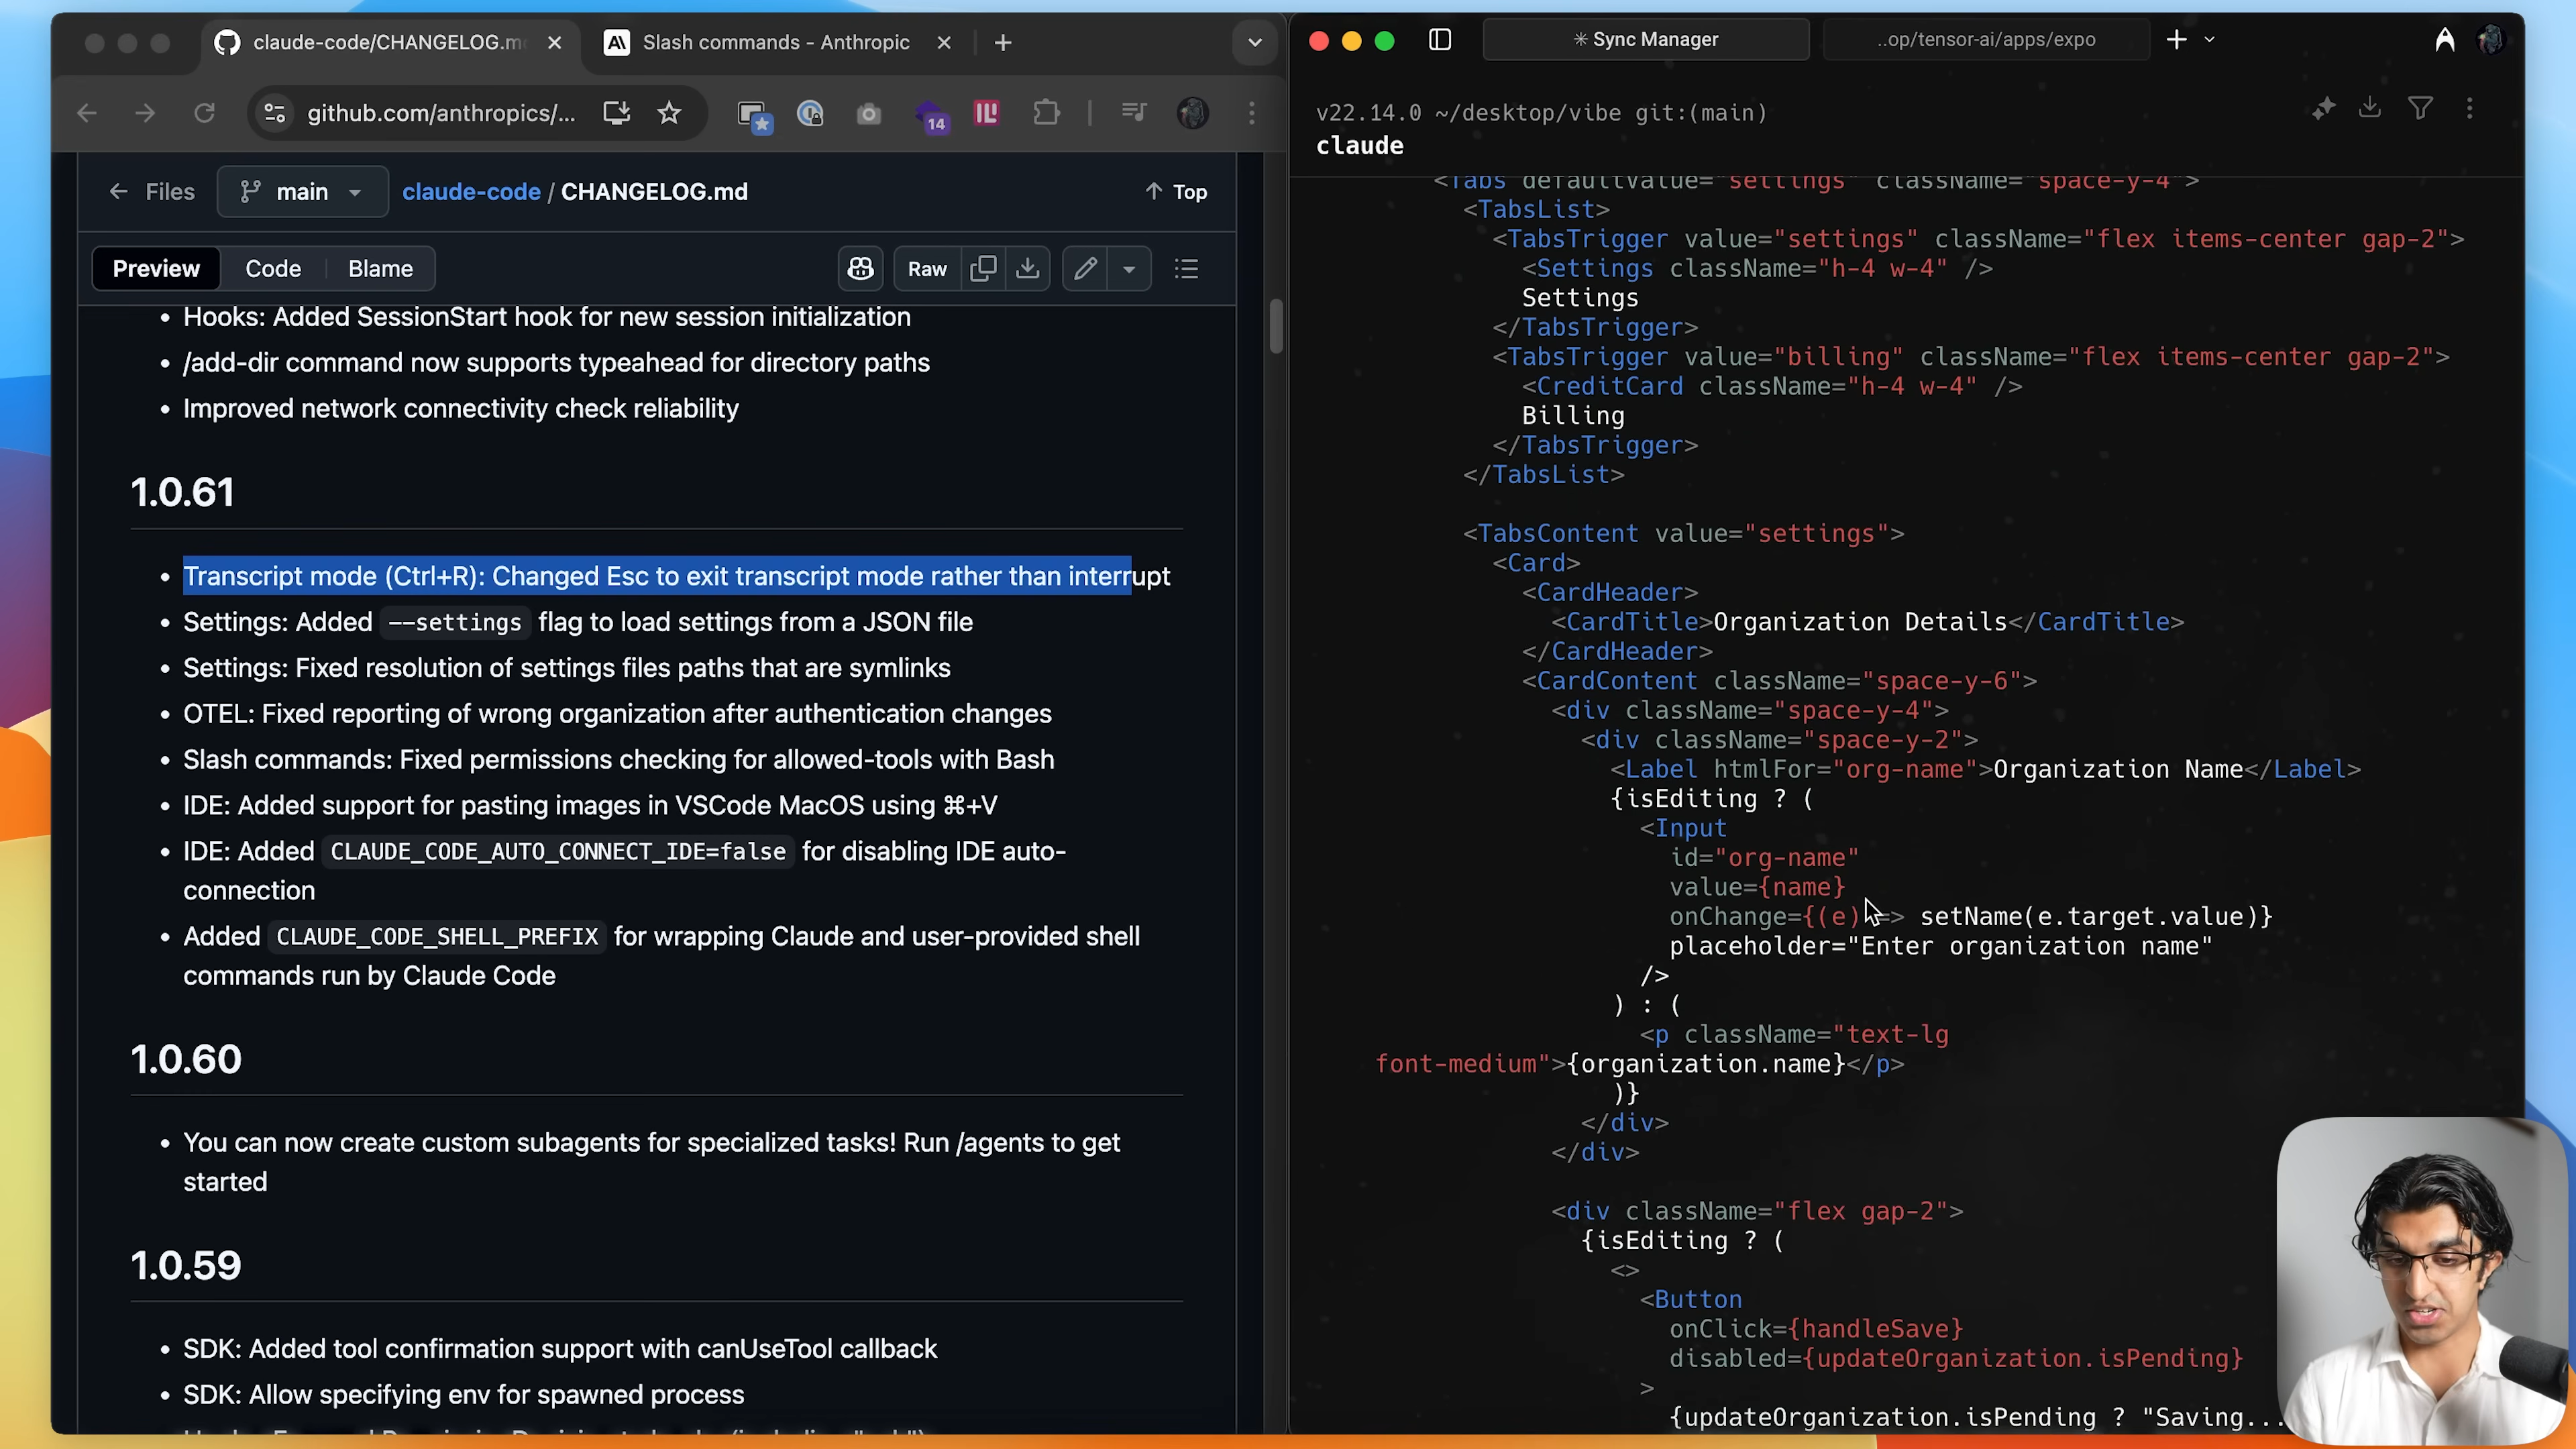 claude-code/CHANGELOG.m
Slash commands - Anthropic
github.com/anthropics/...
14
Files
main
claude-code / CHANGELOG.md
Top
Preview
Code
Blame
Raw
• Hooks: Added SessionStart hook for new session initialization
• /add-dir command now supports typeahead for directory paths
• Improved network connectivity check reliability
1.0.61
• Transcript mode (Ctrl+R): Changed Esc to exit transcript mode rather than interrupt
• Settings: Added --settings flag to load settings from a JSON file
• Settings: Fixed resolution of settings files paths that are symlinks
• OTEL: Fixed reporting of wrong organization after authentication changes
• Slash commands: Fixed permissions checking for allowed-tools with Bash
• IDE: Added support for pasting images in VSCode MacOS using ⌘+V
• IDE: Added CLAUDE_CODE_AUTO_CONNECT_IDE=false for disabling IDE auto-
connection
• Added CLAUDE_CODE_SHELL_PREFIX for wrapping Claude and user-provided shell
commands run by Claude Code
1.0.60
• You can now create custom subagents for specialized tasks! Run /agents to get
started
1.0.59
• SDK: Added tool confirmation support with canUseTool callback
• SDK: Allow specifying env for spawned process
✳ Sync Manager
..op/tensor-ai/apps/expo
v22.14.0 ~/desktop/vibe git:(main)
claude
<Tabs defaultValue="settings" className="space-y-4">
<TabsList>
<TabsTrigger value="settings" className="flex items-center gap-2">
<Settings className="h-4 w-4" />
Settings
</TabsTrigger>
<TabsTrigger value="billing" className="flex items-center gap-2">
<CreditCard className="h-4 w-4" />
Billing
</TabsTrigger>
</TabsList>
<TabsContent value="settings">
<Card>
<CardHeader>
<CardTitle>Organization Details</CardTitle>
</CardHeader>
<CardContent className="space-y-6">
<div className="space-y-4">
<div className="space-y-2">
<Label htmlFor="org-name">Organization Name</Label>
{isEditing ? (
<Input
id="org-name"
value={name}
onChange={(e) => setName(e.target.value)}
placeholder="Enter organization name"
/>
) : (
<p className="text-lg
font-medium">{organization.name}</p>
)}
</div>
</div>
<div className="flex gap-2">
{isEditing ? (
<>
<Button
onClick={handleSave}
disabled={updateOrganization.isPending}
>
{updateOrganization.isPending ? "Saving...